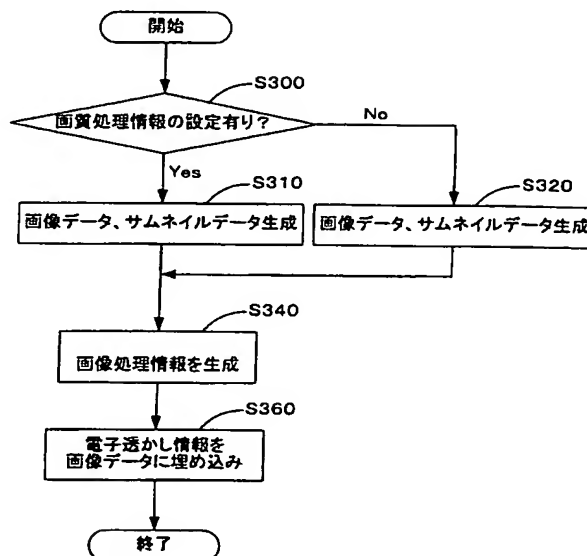 開始
S300
画質処理情報の設定有り?
No
Yes
S310
S320
画像データ、サムネイルデータ生成
画像データ、サムネイルデータ生成
S340
画像処理情報を生成
S360
電子透かし情報を
画像データに埋め込み
終了